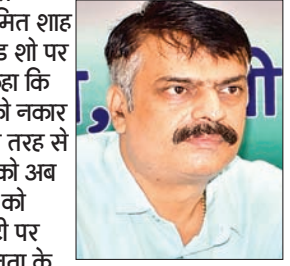 मित शाह
ड शो पर
हा कि
को नकार
तरह से
को अब
को
टी पर